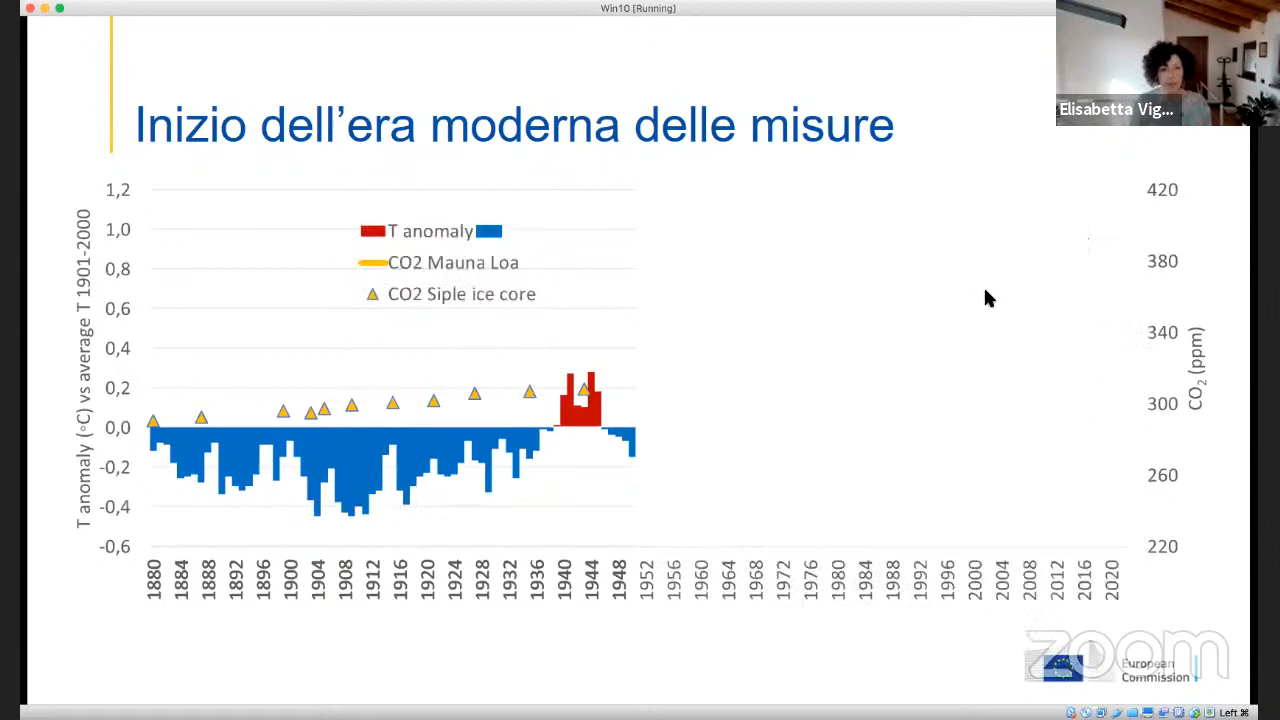 Win10 [Running]
Elisabetta Vig...
Inizio dell'era moderna delle misure
T anomaly (°C) vs average T 1901-2000
1,2
1,0
0,8
0,6
0,4
0,2
0,0
-0,2
-0,4
-0,6
T anomaly
CO2 Mauna Loa
CO2 Siple ice core
420
380
340
300
260
220
CO2 (ppm)
1880 1884 1888 1892 1896 1900 1904 1908 1912 1916 1920 1924 1928 1932 1936 1940 1944 1948 1952 1956 1960 1964 1968 1972 1976 1980 1984 1988 1992 1996 2000 2004 2008 2012 2016 2020
zoom
European
Commission
Left ⌘